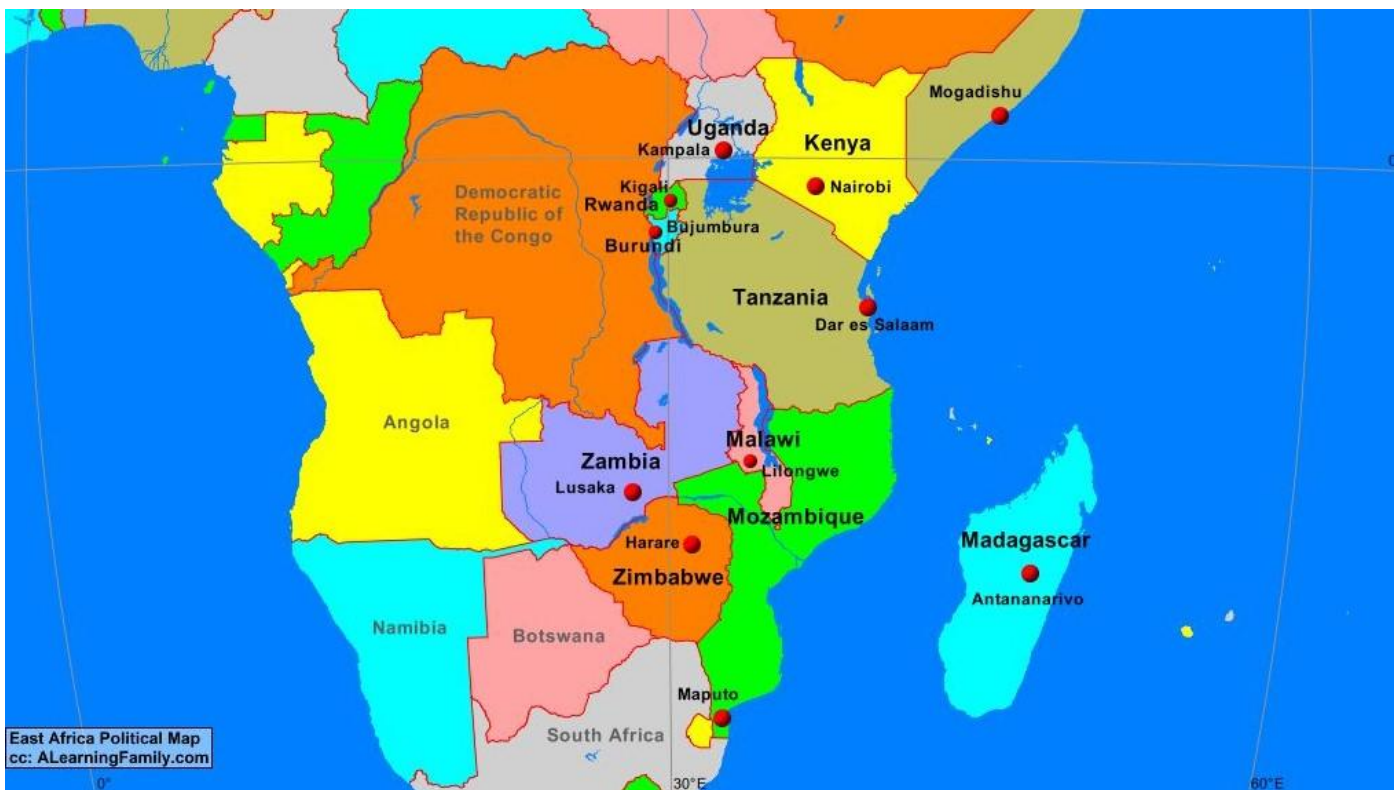 Mogadishu
Uganda
Kenya
Kampala
0
Kigali
Nairobi
Democratic
Republic of
the Congo
Rwanda
Bujumbura
Burundi
Tanzania
Dar es Salaam
Angola
Malawi
Zambia
Lilongwe
Lusaka
Mozambique
Harare
Madagascar
Zimbabwe
Antananarivo
Namibia
Botswana
Maputo
South Africa
East Africa Political Map
cc: ALearningFamily.com
0°
30°E
60°E